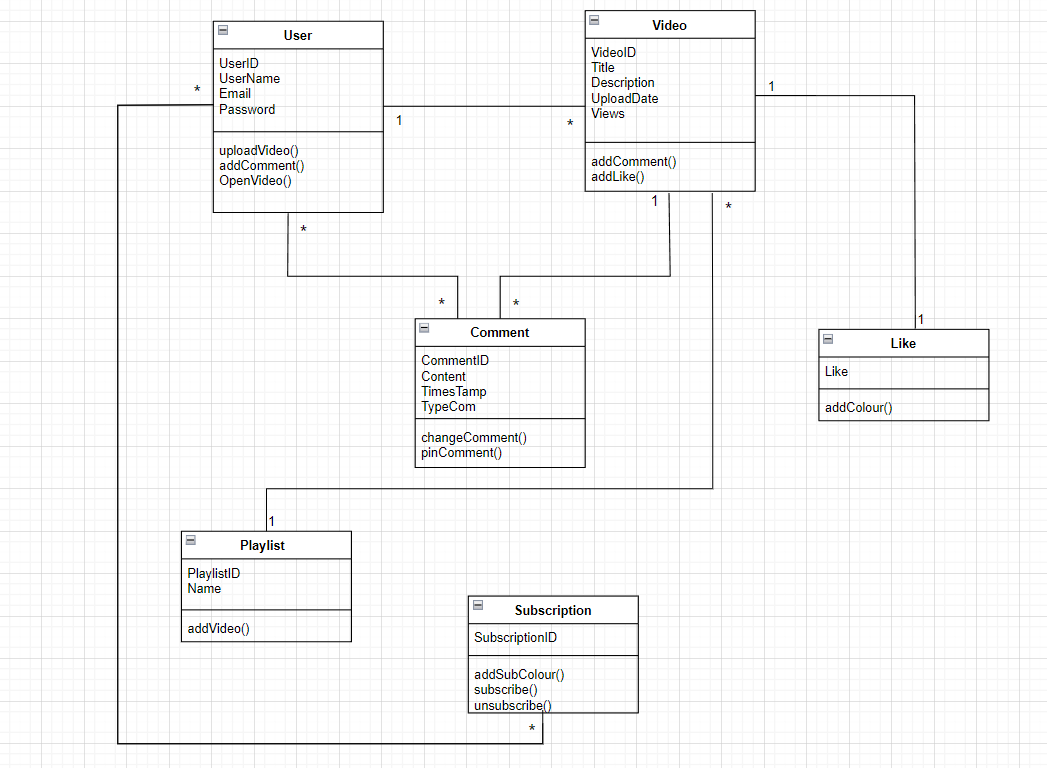 User
UserID
UserName
Email
Password
uploadVideo()
addComment()
OpenVideo()
*
1
*
Video
VideoID
Title
Description
UploadDate
Views
addComment()
addLike()
1
1
*
*
*
*
Comment
CommentID
Content
TimesTamp
TypeCom
changeComment()
pinComment()
1
Like
Like
addColour()
1
Playlist
PlaylistID
Name
addVideo()
Subscription
SubscriptionID
addSubColour()
subscribe()
unsubscribe()
*